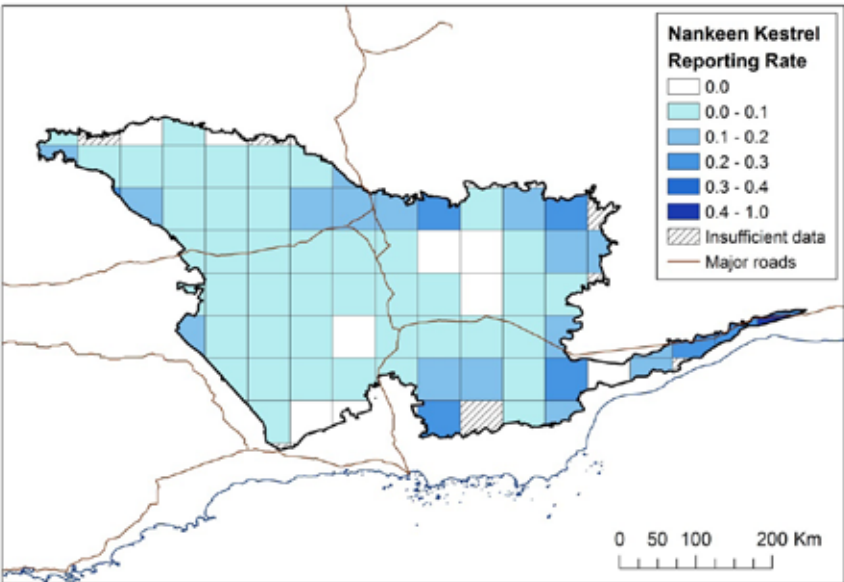 Nankeen Kestrel
Reporting Rate
0.0
0.0 - 0.1
0.1 - 0.2
0.2 - 0.3
0.3 - 0.4
0.4 - 1.0
Insufficient data
Major roads
0 50 100 200 Km